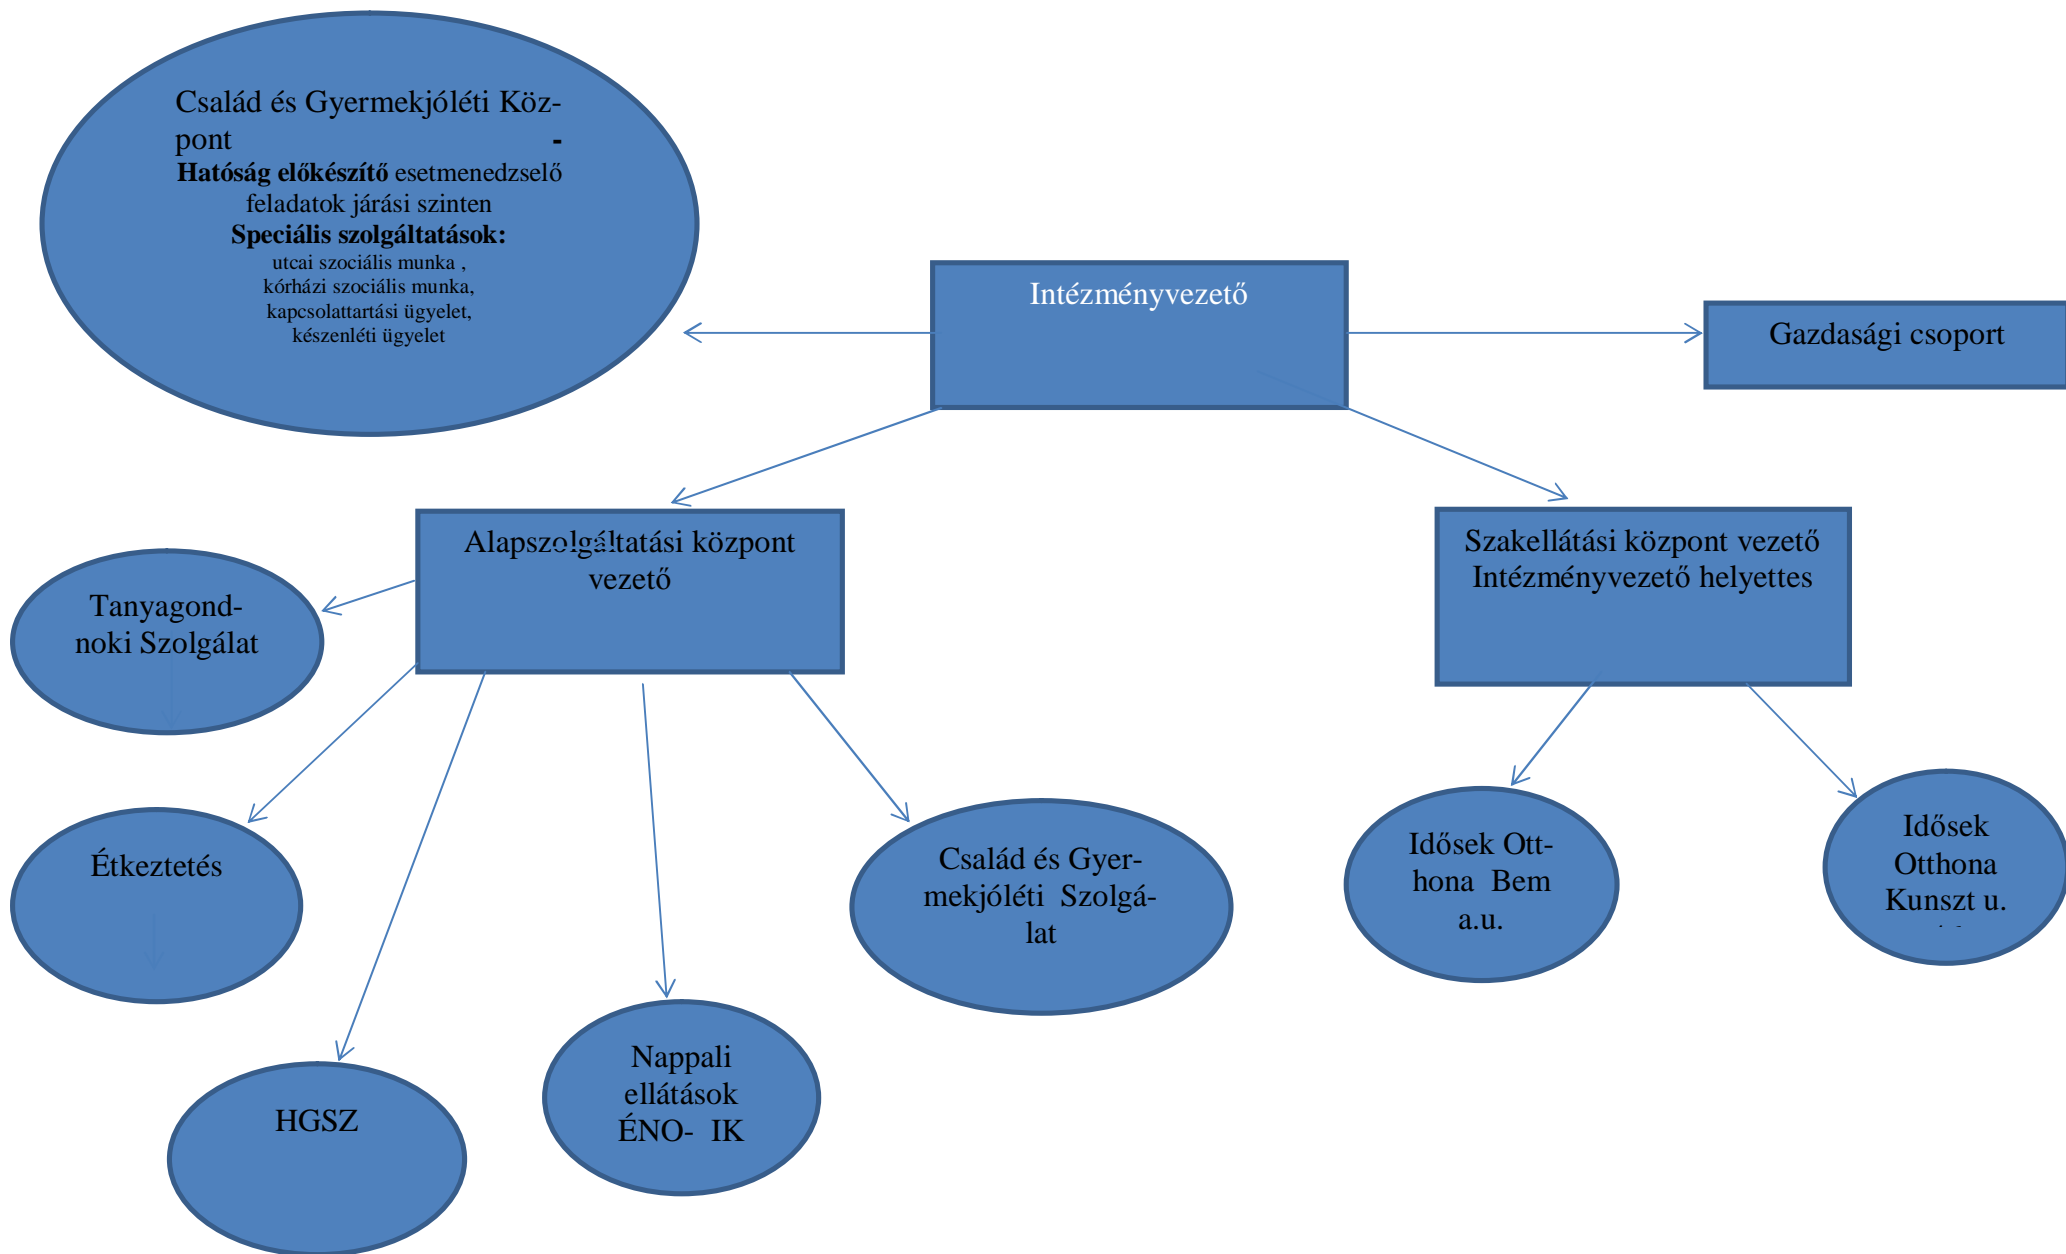 Család és Gyermekjóléti Köz-
pont -
Hatóság előkészítő esetmenedzselő
feladatok járási szinten
Speciális szolgáltatások:
utcai szociális munka ,
kórházi szociális munka,
kapcsolattartási ügyelet,
készenléti ügyelet
Intézményvezető
Gazdasági csoport
Alapszolgáltatási központ
vezető
Szakellátási központ vezető
Intézményvezető helyettes
Tanyagond-
noki Szolgálat
Étkeztetés
HGSZ
Nappali
ellátások
ÉNO- IK
Család és Gyer-
mekjóléti Szolgá-
lat
Idősek Ott-
hona Bem
a.u.
Idősek
Otthona
Kunszt u.